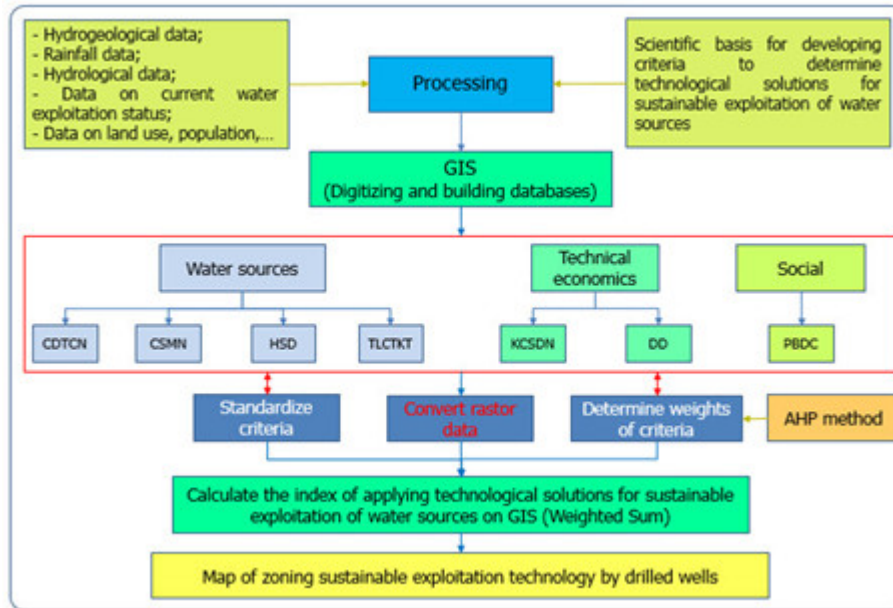 - Hydrogeological data;
- Rainfall data;
- Hydrological data;
- Data on current water
exploitation status;
- Data on land use, population,...
Processing
Scientific basis for developing
criteria to determine
technological solutions for
sustainable exploitation of water
sources
GIS
(Digitizing and building databases)
Water sources
Technical
economics
Social
CDTCN
CSMN
HSD
TLCTKT
KCSDN
DD
PBDC
Standardize
criteria
Convert rastor
data
Determine weights
of criteria
AHP method
Calculate the index of applying technological solutions for sustainable
exploitation of water sources on GIS (Weighted Sum)
Map of zoning sustainable exploitation technology by drilled wells